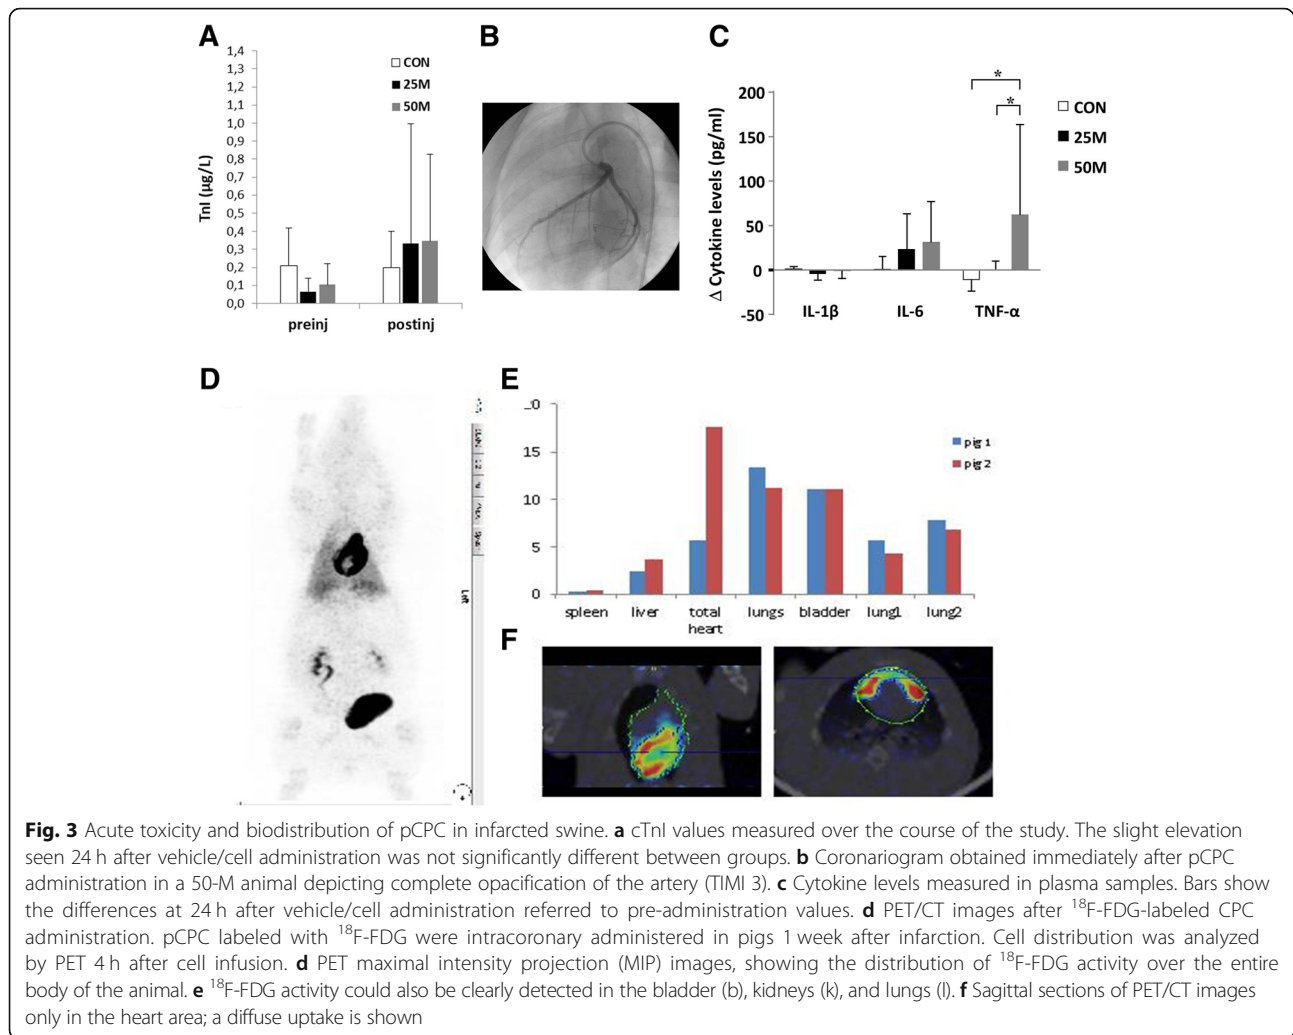 A
1,4
1,3
1,2
1,1
1,0
0,9
0,8
0,7
0,6
0,5
0,4
0,3
0,2
0,1
0,0
TnI (µg/L)
CON
25M
50M
preinj
postinj
B
C
200
150
100
50
0
-50
Δ Cytokine levels (pg/ml)
*
*
CON
25M
50M
IL-1β
IL-6
TNF-α
D
Left
E
15
10
5
0
pig 1
pig 2
spleen
liver
total
heart
lungs
bladder
lung1
lung2
F
Fig. 3 Acute toxicity and biodistribution of pCPC in infarcted swine. a cTnI values measured over the course of the study. The slight elevation
seen 24 h after vehicle/cell administration was not significantly different between groups. b Coronariogram obtained immediately after pCPC
administration in a 50-M animal depicting complete opacification of the artery (TIMI 3). c Cytokine levels measured in plasma samples. Bars show
the differences at 24 h after vehicle/cell administration referred to pre-administration values. d PET/CT images after ¹⁸F-FDG-labeled CPC
administration. pCPC labeled with ¹⁸F-FDG were intracoronary administered in pigs 1 week after infarction. Cell distribution was analyzed
by PET 4 h after cell infusion. d PET maximal intensity projection (MIP) images, showing the distribution of ¹⁸F-FDG activity over the entire
body of the animal. e ¹⁸F-FDG activity could also be clearly detected in the bladder (b), kidneys (k), and lungs (l). f Sagittal sections of PET/CT images
only in the heart area; a diffuse uptake is shown